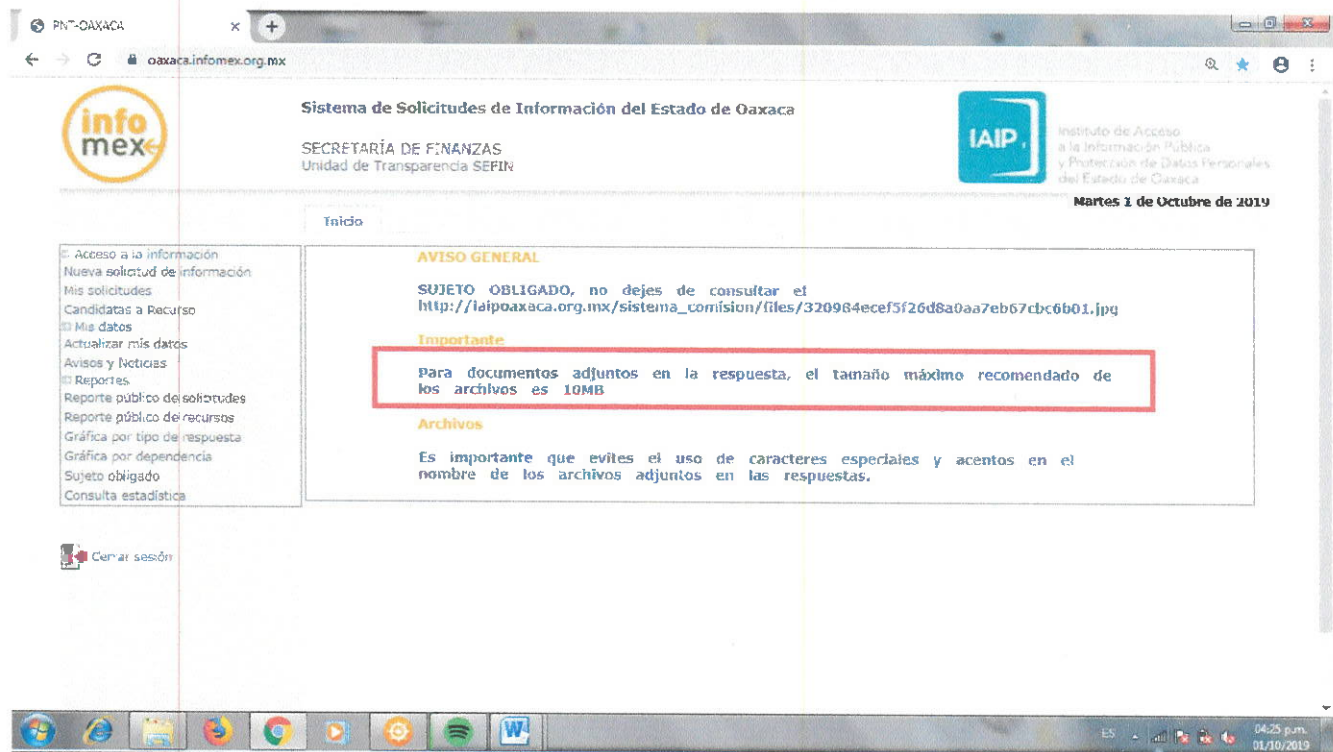 PNT-OAXACA
oaxaca.infomex.org.mx
info
mex
Sistema de Solicitudes de Información del Estado de Oaxaca
SECRETARÍA DE FINANZAS
Unidad de Transparencia SEFIN
IAIP
Instituto de Acceso
a la Información Pública
y Protección de Datos Personales
del Estado de Oaxaca
Martes 1 de Octubre de 2019
Inicio
Acceso a la información
Nueva solicitud de información
Mis solicitudes
Candidatas a Recurso
Mis datos
Actualizar mis datos
Avisos y Noticias
Reportes
Reporte público de solicitudes
Reporte público de recursos
Gráfica por tipo de respuesta
Gráfica por dependencia
Sujeto obligado
Consulta estadística
Cerrar sesión
AVISO GENERAL
SUJETO OBLIGADO, no dejes de consultar el
http://iaipoaxaca.org.mx/sistema_comision/files/320984ecef5f26d8a0aa7eb67cbc6b01.jpg
Importante
Para documentos adjuntos en la respuesta, el tamaño máximo recomendado de
los archivos es 10MB
Archivos
Es importante que evites el uso de caracteres especiales y acentos en el
nombre de los archivos adjuntos en las respuestas.
ES
04:25 p.m.
01/10/2019